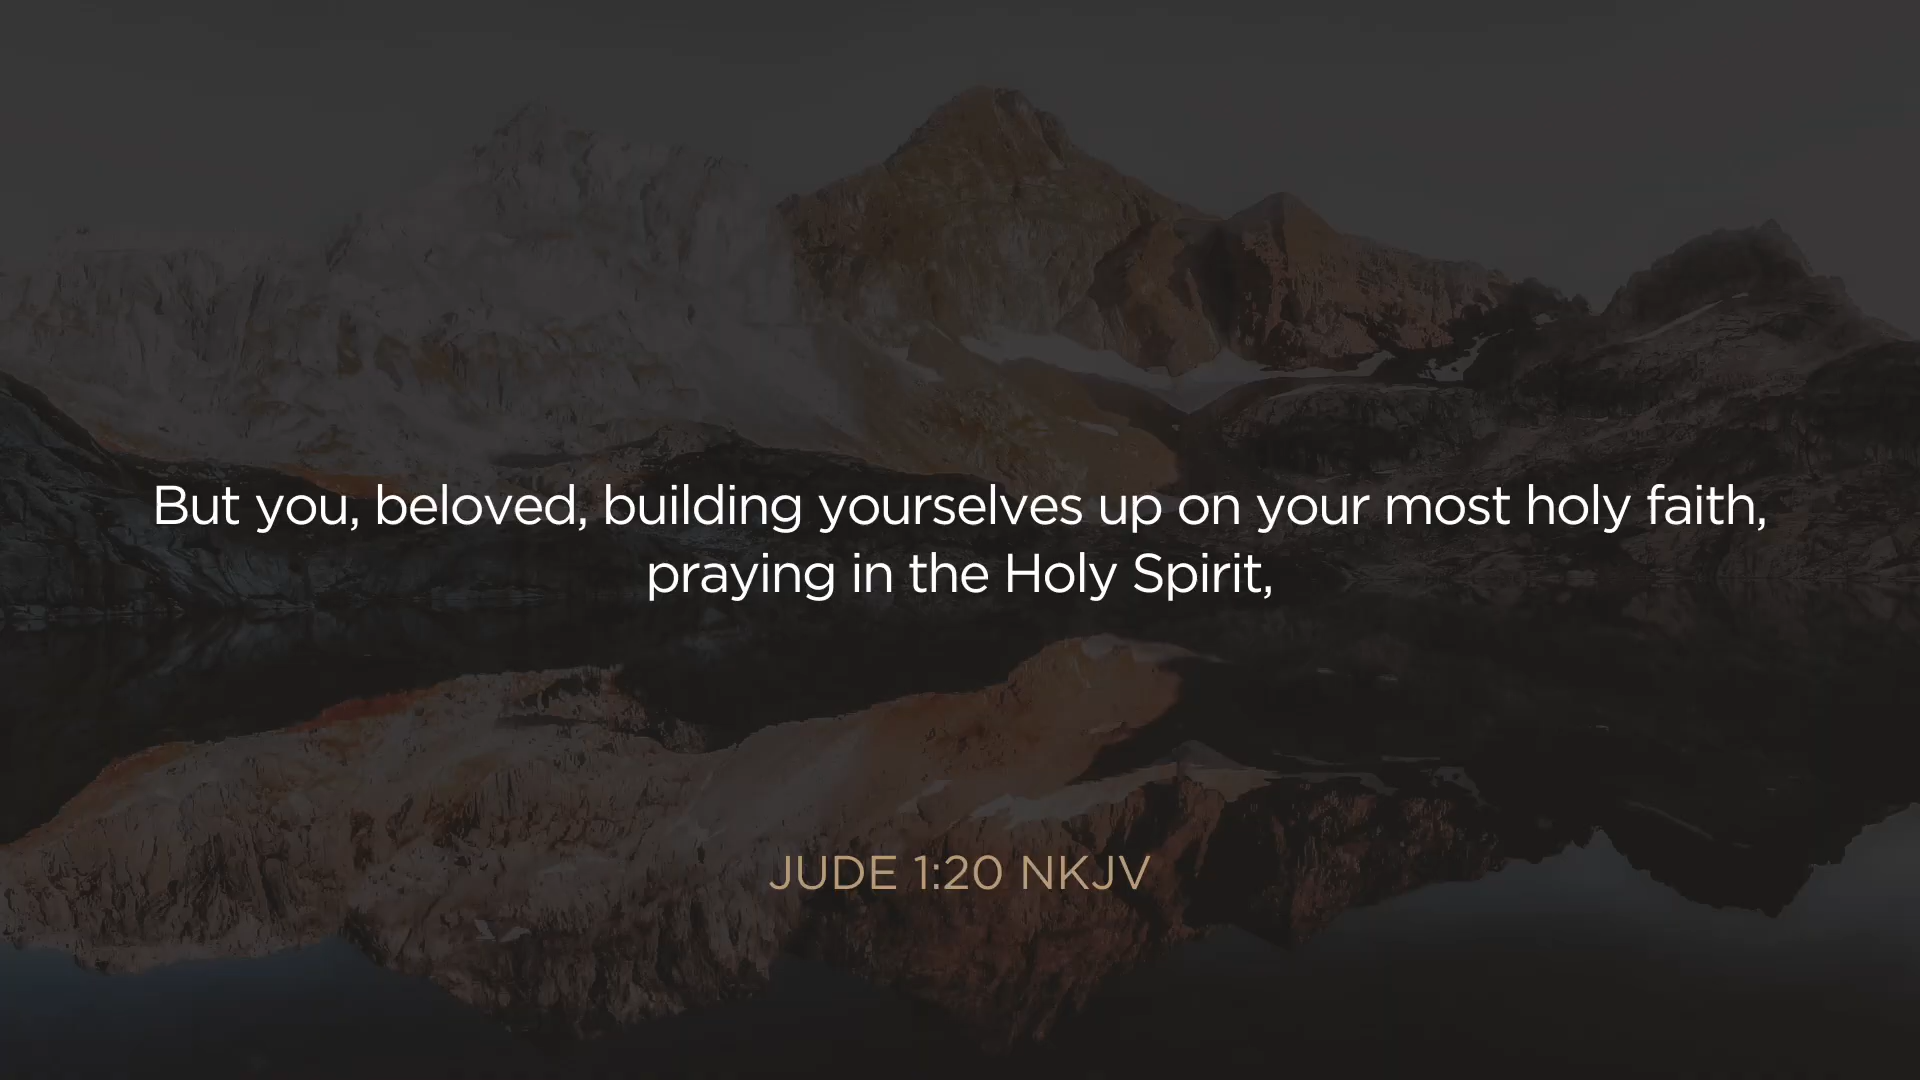 But you, beloved, building yourselves up on your most holy faith,
praying in the Holy Spirit,
JUDE 1:20 NKJV